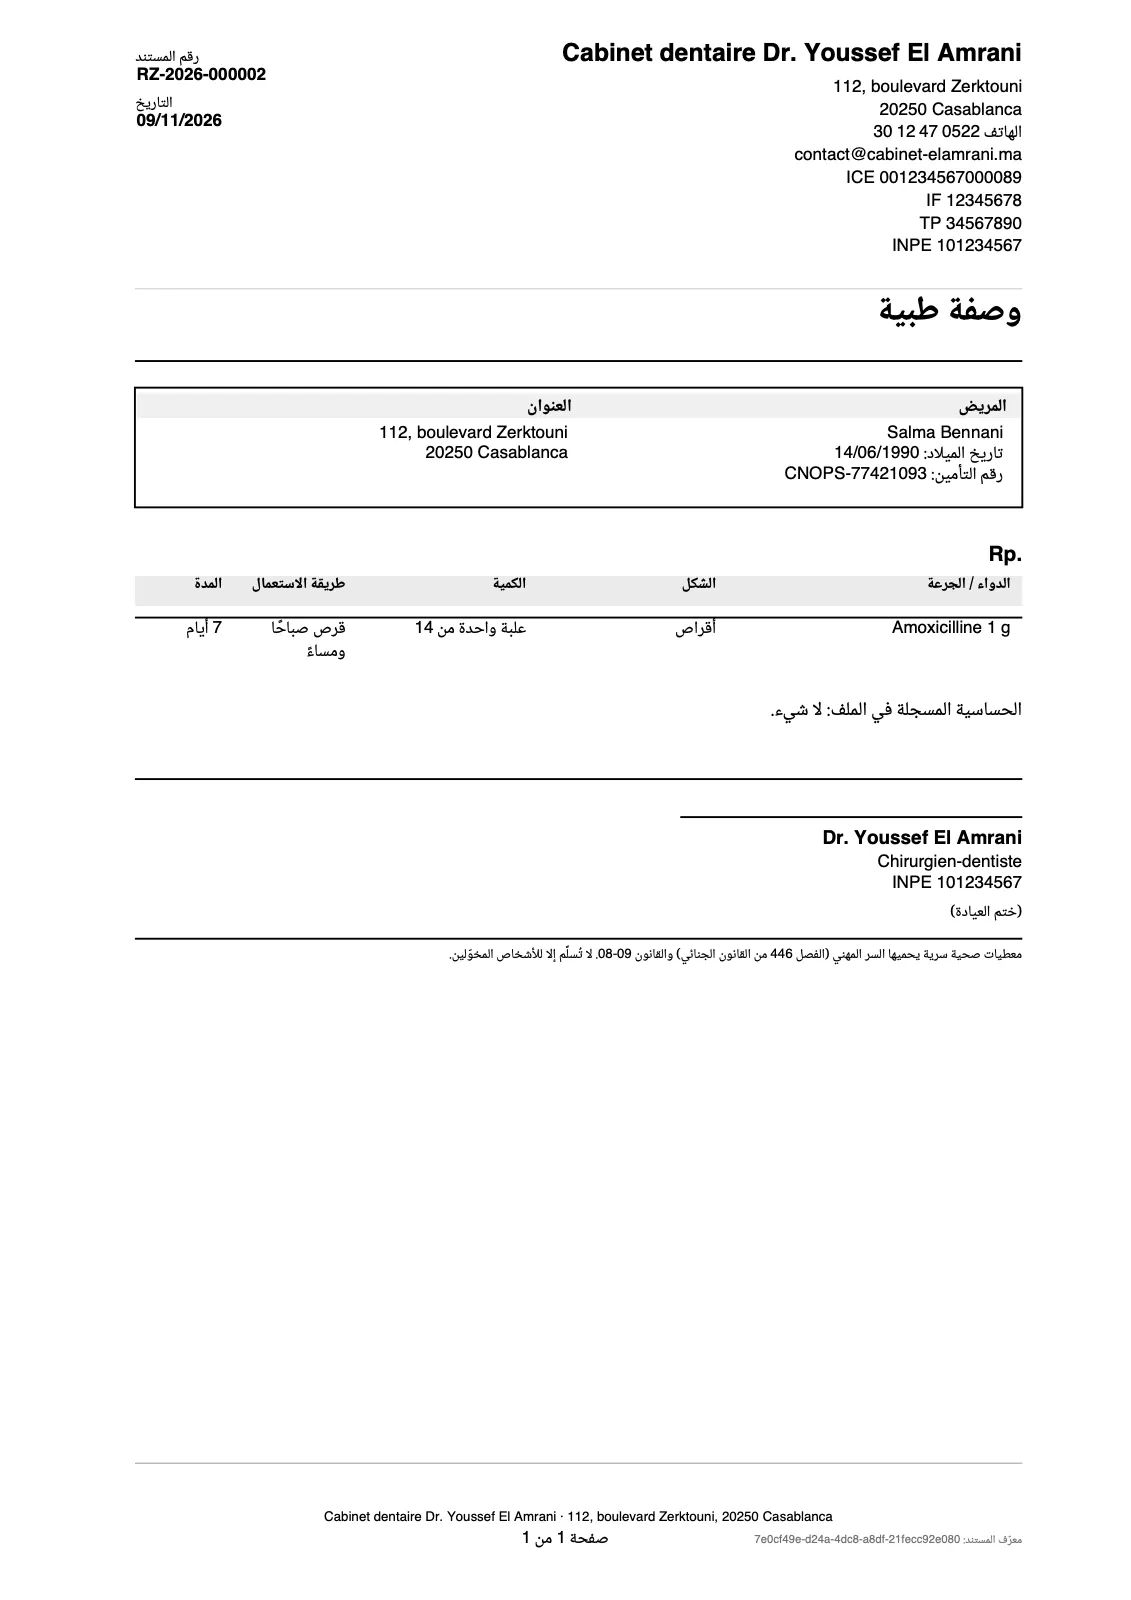 Cabinet dentaire Dr. Youssef El Amrani
112, boulevard Zerktouni
20250 Casablanca
الهاتف 0522 47 12 30
contact@cabinet-elamrani.ma
ICE 001234567000089
IF 12345678
TP 34567890
INPE 101234567
رقم المستند
RZ-2026-000002
التاريخ
09/11/2026
وصفة طبية
المريض
Salma Bennani
تاريخ الميلاد: 14/06/1990
رقم التأمين: CNOPS-77421093
العنوان
112, boulevard Zerktouni
20250 Casablanca
Rp.
الدواء / الجرعة الشكل الكمية طريقة الاستعمال المدة
Amoxicilline 1 g أقراص علبة واحدة من 14 قرص صباحًا 7 أيام
ومساءً
الحساسية المسجلة في الملف: لا شيء.
Dr. Youssef El Amrani
Chirurgien-dentiste
INPE 101234567
(ختم العيادة)
معطيات صحية سرية يحميها السر المهني (الفصل 446 من القانون الجنائي) والقانون 09-08. لا تُسلّم إلا للأشخاص المخوّلين.
Cabinet dentaire Dr. Youssef El Amrani · 112, boulevard Zerktouni, 20250 Casablanca
معرّف المستند: 7e0cf49e-d24a-4dc8-a8df-21fecc92e080
صفحة 1 من 1